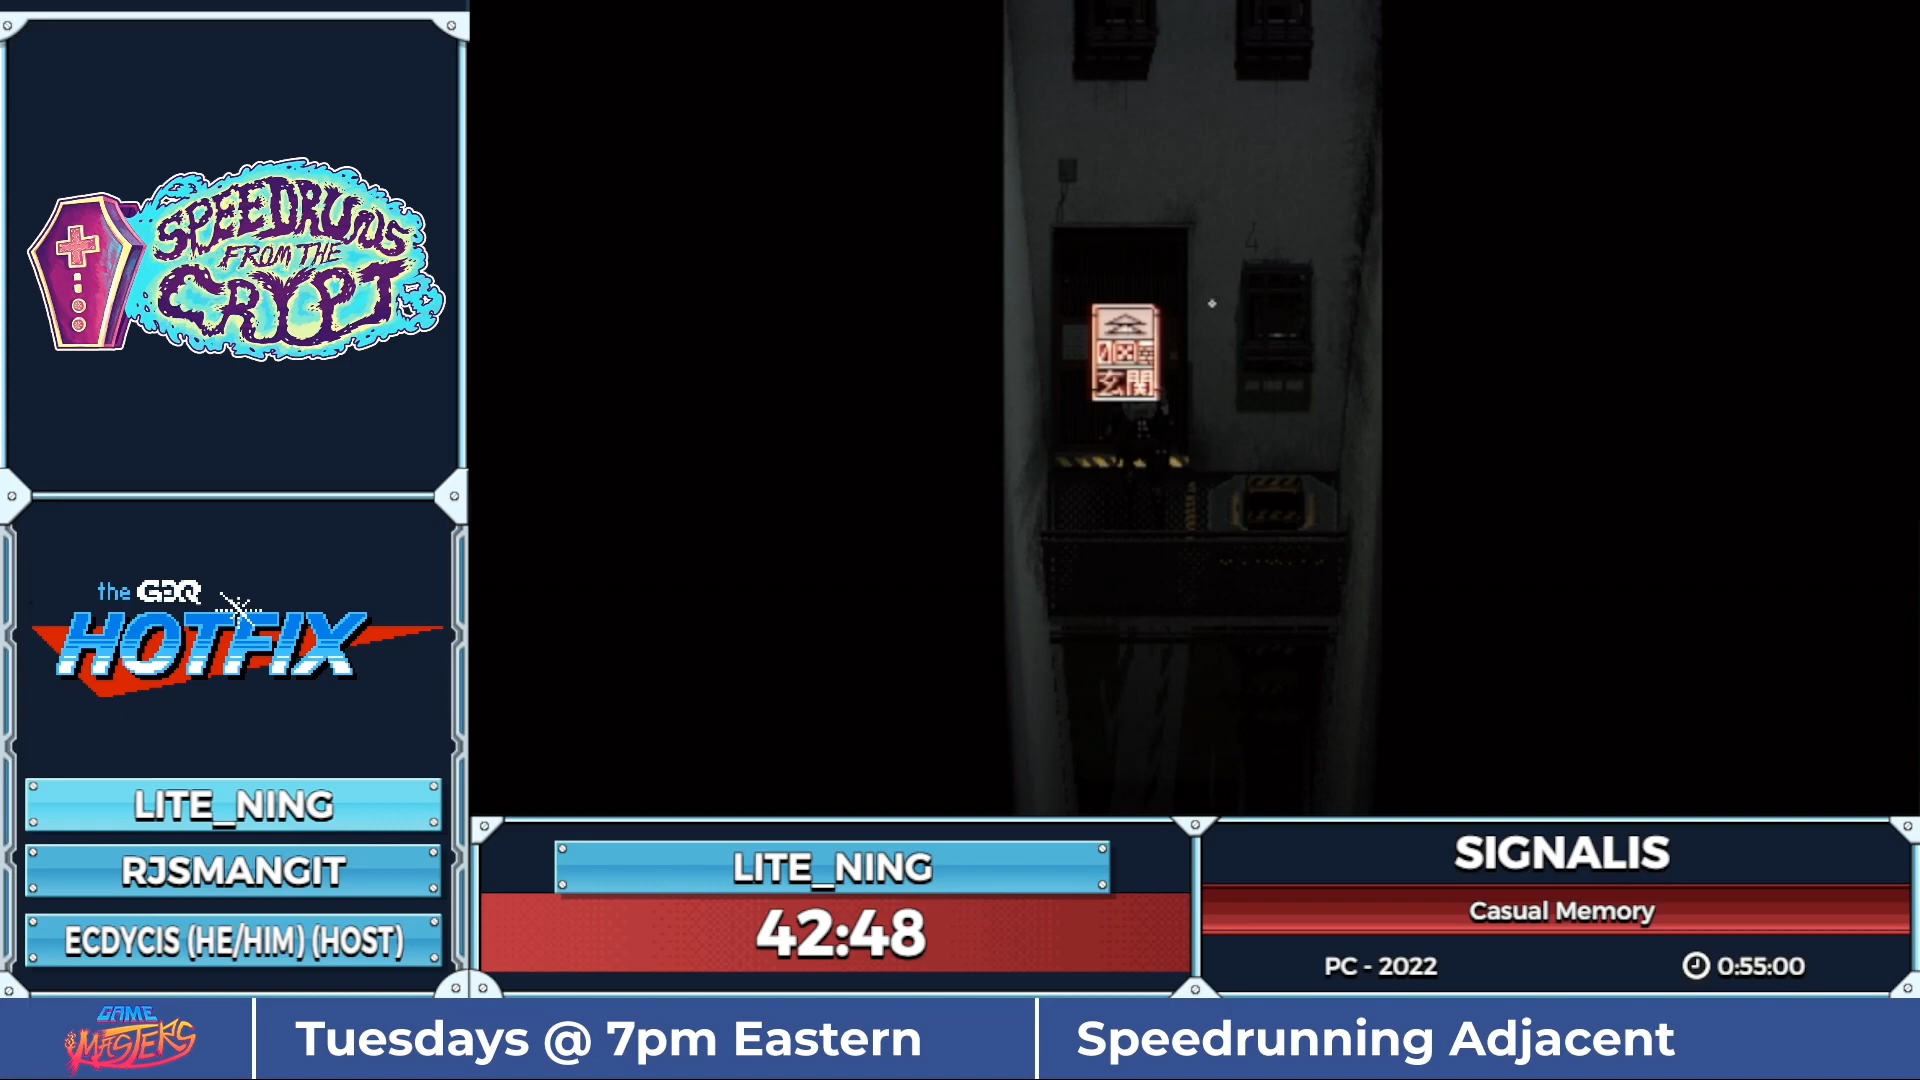 SPEEDRUNS
FROM THE
CRYPT
the GDQ
HOTFIX
LITE_NING
RJSMANGIT
ECDYCIS (HE/HIM) (HOST)
4
玄関
LITE_NING
42:48
SIGNALIS
Casual Memory
PC - 2022
0:55:00
GAME
MASTERS
Tuesdays @ 7pm Eastern
Speedrunning Adjacent